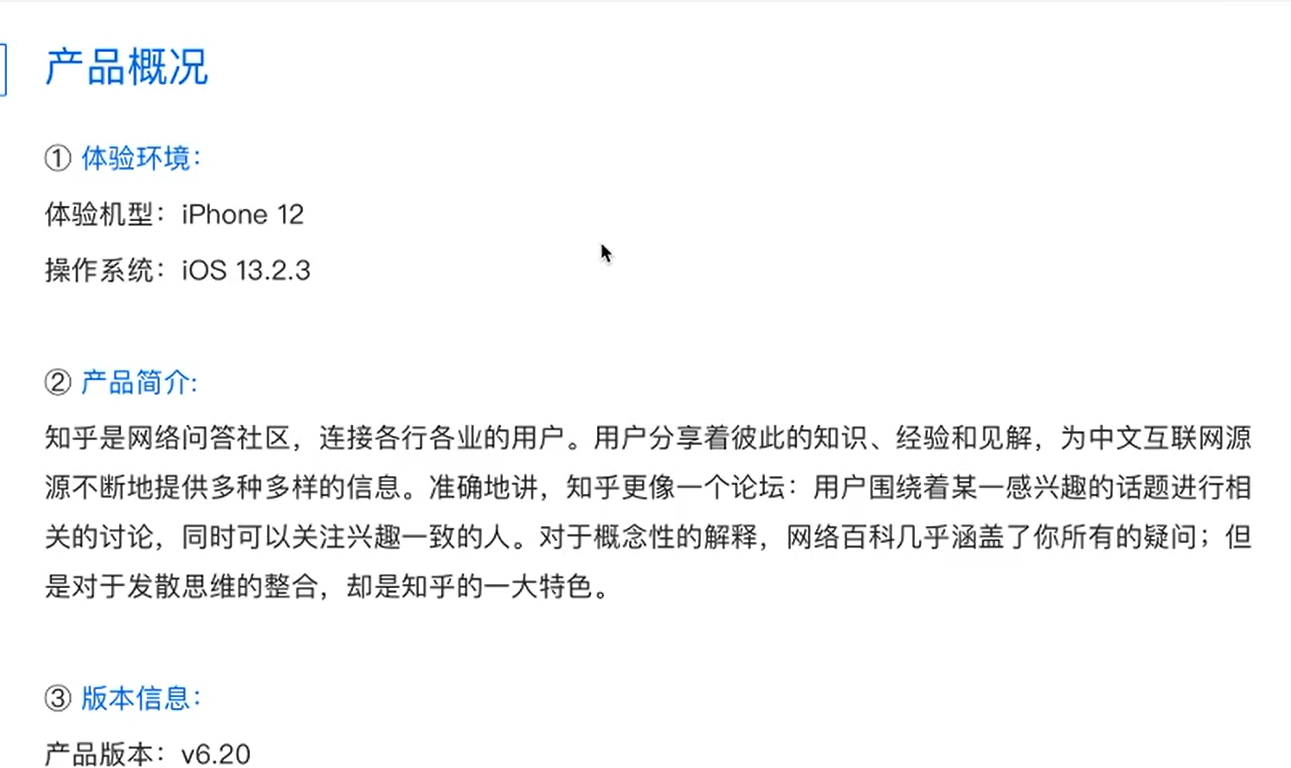 产品概况
① 体验环境：
体验机型：iPhone 12
操作系统：iOS 13.2.3
② 产品简介:
知乎是网络问答社区，连接各行各业的用户。用户分享着彼此的知识、经验和见解，为中文互联网源
源不断地提供多种多样的信息。准确地讲，知乎更像一个论坛：用户围绕着某一感兴趣的话题进行相
关的讨论，同时可以关注兴趣一致的人。对于概念性的解释，网络百科几乎涵盖了你所有的疑问；但
是对于发散思维的整合，却是知乎的一大特色。
③ 版本信息：
产品版本：v6.20